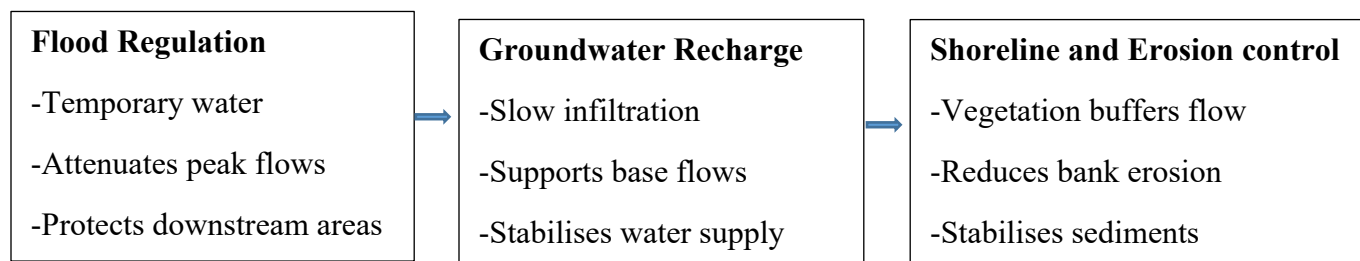 Flood Regulation
-Temporary water
-Attenuates peak flows
-Protects downstream areas
Groundwater Recharge
-Slow infiltration
-Supports base flows
-Stabilises water supply
Shoreline and Erosion control
-Vegetation buffers flow
-Reduces bank erosion
-Stabilises sediments